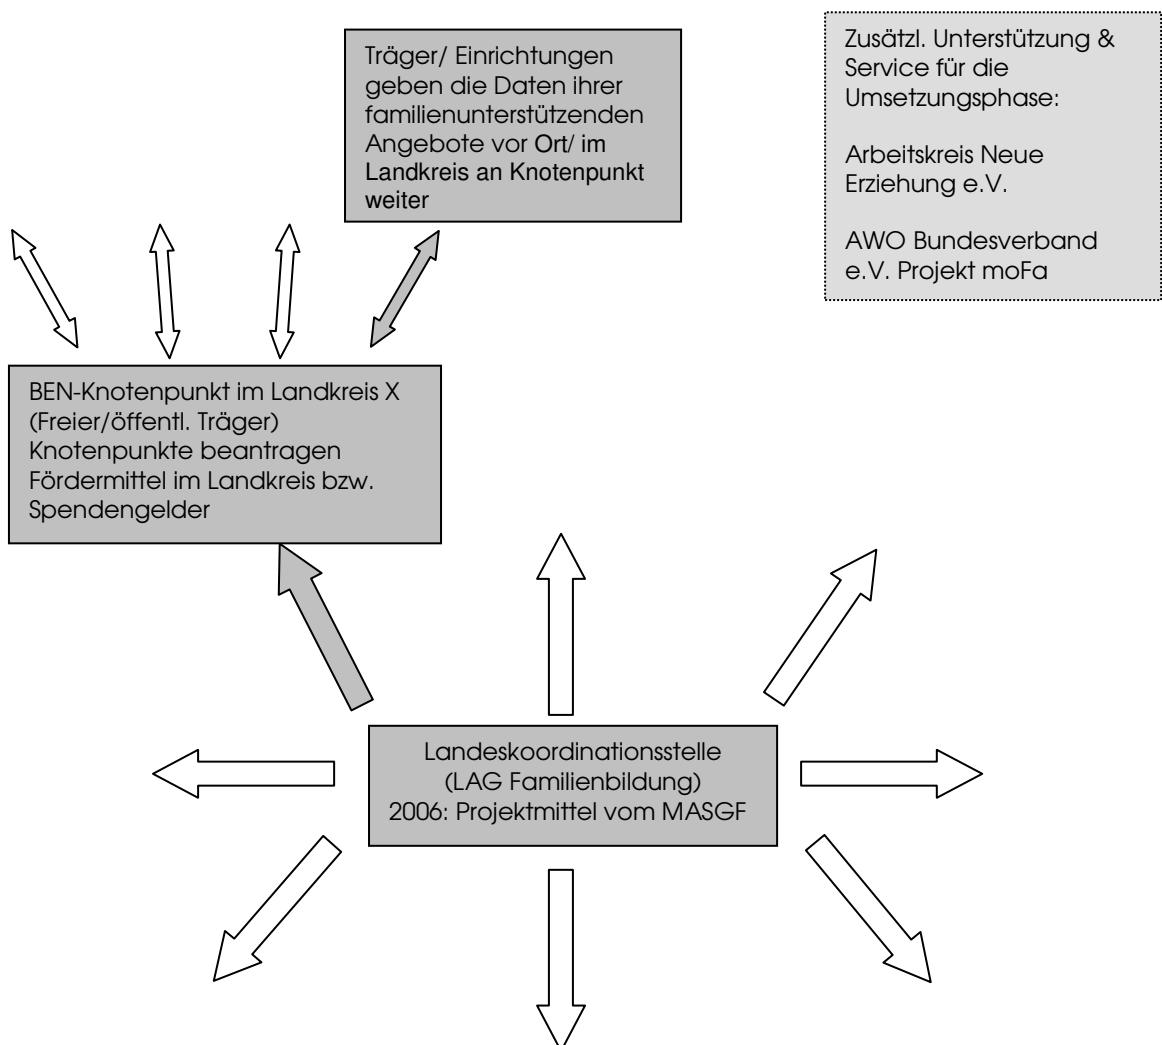 Träger/ Einrichtungen
geben die Daten ihrer
familienunterstützenden
Angebote vor Ort/ im
Landkreis an Knotenpunkt
weiter
Zusätzl. Unterstützung &
Service für die
Umsetzungsphase:
Arbeitskreis Neue
Erziehung e.V.
AWO Bundesverband
e.V. Projekt moFa
BEN-Knotenpunkt im Landkreis X
(Freier/öffentl. Träger)
Knotenpunkte beantragen
Fördermittel im Landkreis bzw.
Spendengelder
Landeskoordinationsstelle
(LAG Familienbildung)
2006: Projektmittel vom MASGF